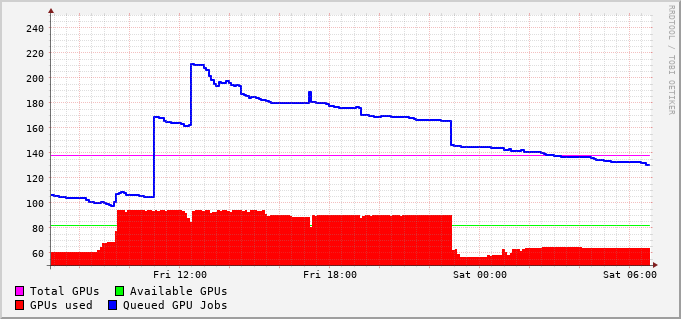 RRDTOOL / TOBI OETIKER
240
220
200
180
160
140
120
100
80
60
Fri 12:00 Fri 18:00 Sat 00:00 Sat 06:00
Total GPUs Available GPUs
GPUs used Queued GPU Jobs